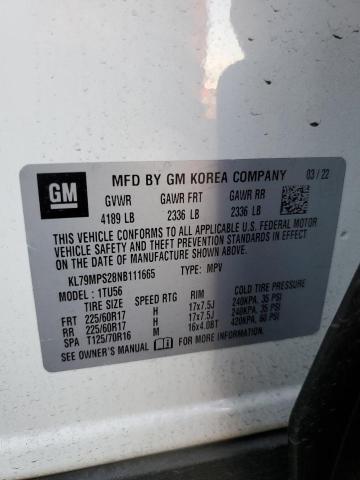 GM
MFD BY GM KOREA COMPANY 03/22
GVWR GAWR FRT GAWR RR
4189 LB 2336 LB 2336 LB
THIS VEHICLE CONFORMS TO ALL APPLICABLE U.S. FEDERAL MOTOR
VEHICLE SAFETY AND THEFT PREVENTION STANDARDS IN EFFECT ON
THE DATE OF MANUFACTURE SHOWN ABOVE.
KL79MPS28NB111665 TYPE: MPV
MODEL: 1TU56
TIRE SIZE SPEED RTG RIM COLD TIRE PRESSURE
FRT 225/60R17 H 17x7.5J 240KPA, 35 PSI
RR 225/60R17 H 17x7.5J 240KPA, 35 PSI
SPA T125/70R16 M 16x4.0BT 420KPA, 60 PSI
SEE OWNER'S MANUAL FOR MORE INFORMATION